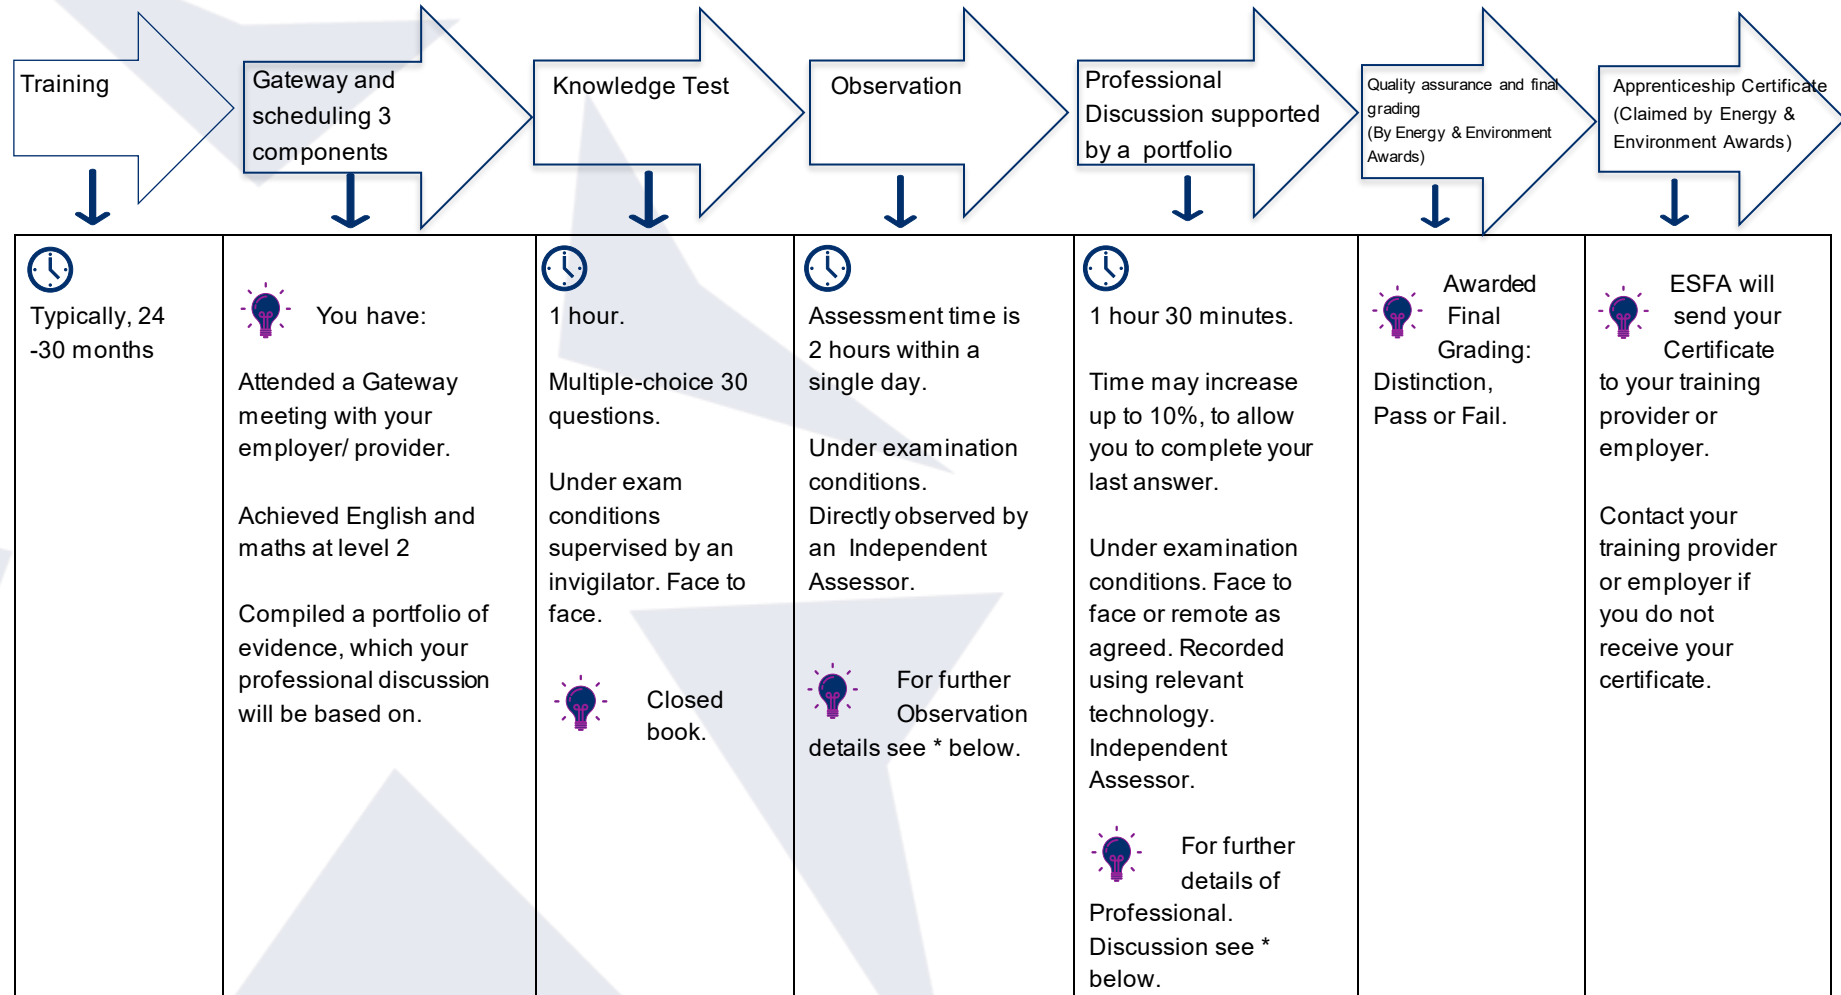 Training
Gateway and
scheduling 3
components
Knowledge Test
Observation
Professional
Discussion supported
by a portfolio
Quality assurance and final
grading
(By Energy & Environment
Awards)
Apprenticeship Certificate
(Claimed by Energy &
Environment Awards)
Typically, 24
-30 months
You have:
Attended a Gateway
meeting with your
employer/ provider.
Achieved English and
maths at level 2
Compiled a portfolio of
evidence, which your
professional discussion
will be based on.
1 hour.
Multiple-choice 30
questions.
Under exam
conditions
supervised by an
invigilator. Face to
face.
Closed
book.
Assessment time is
2 hours within a
single day.
Under examination
conditions.
Directly observed by
an Independent
Assessor.
For further
Observation
details see * below.
1 hour 30 minutes.
Time may increase
up to 10%, to allow
you to complete your
last answer.
Under examination
conditions. Face to
face or remote as
agreed. Recorded
using relevant
technology.
Independent
Assessor.
For further
details of
Professional.
Discussion see *
below.
Awarded
Final
Grading:
Distinction,
Pass or Fail.
ESFA will
send your
Certificate
to your training
provider or
employer.
Contact your
training provider
or employer if
you do not
receive your
certificate.